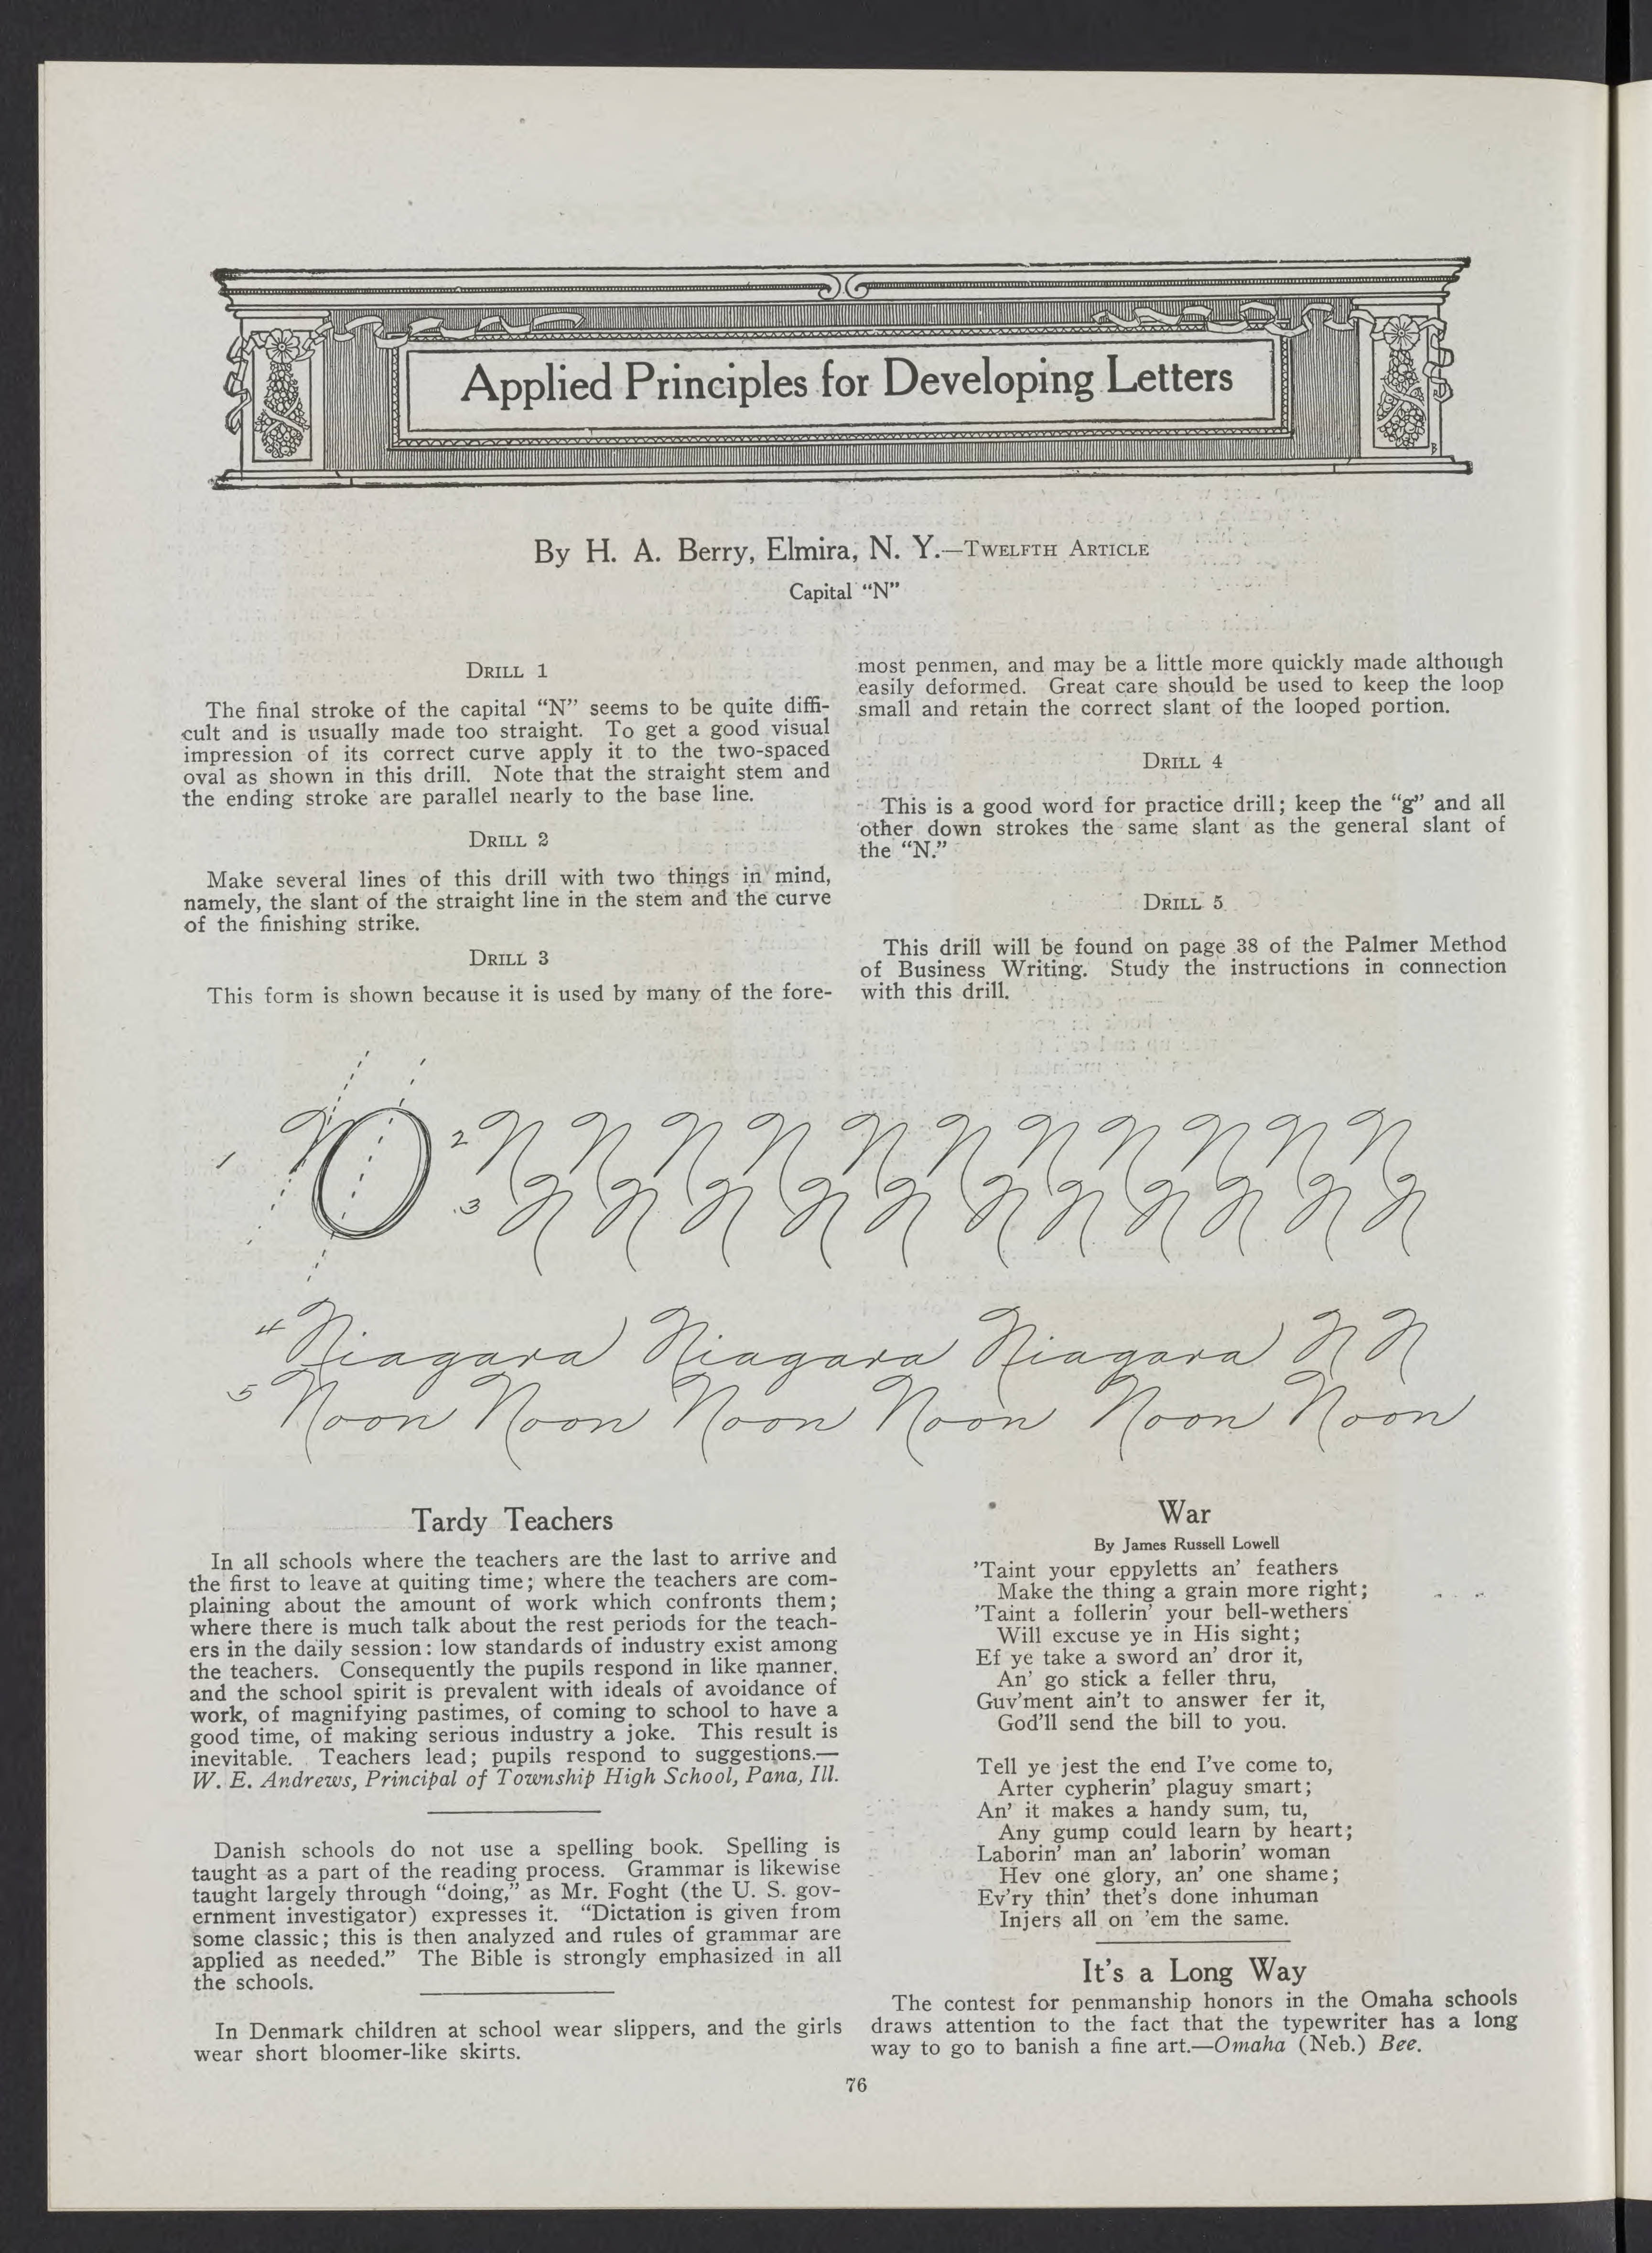 Applied Principles for Developing Letters
By H. A. Berry, Elmira, N. Y.—Twelfth Article
Capital “N”
Drill 1
The final stroke of the capital “N” seems to be quite diffi-
cult and is usually made too straight. To get a good visual
impression of its correct curve apply it to the two-spaced
oval as shown in this drill. Note that the straight stem and
the ending stroke are parallel nearly to the base line.
Drill 2
Make several lines of this drill with two things in mind,
namely, the slant of the straight line in the stem and the curve
of the finishing strike.
Drill 3
This form is shown because it is used by many of the fore-
most penmen, and may be a little more quickly made although
easily deformed. Great care should be used to keep the loop
small and retain the correct slant of the looped portion.
Drill 4
This is a good word for practice drill; keep the “g” and all
other down strokes the same slant as the general slant of
the “N.”
Drill 5
This drill will be found on page 38 of the Palmer Method
of Business Writing. Study the instructions in connection
with this drill.
1 N O
2 N N N N N N N N N N N
3 N N N N N N N N N N N
4 Niagara Niagara Niagara N N
5 Noon Noon Noon Noon Noon Noon
Tardy Teachers
In all schools where the teachers are the last to arrive and
the first to leave at quiting time; where the teachers are com-
plaining about the amount of work which confronts them;
where there is much talk about the rest periods for the teach-
ers in the daily session: low standards of industry exist among
the teachers. Consequently the pupils respond in like manner,
and the school spirit is prevalent with ideals of avoidance of
work, of magnifying pastimes, of coming to school to have a
good time, of making serious industry a joke. This result is
inevitable. Teachers lead; pupils respond to suggestions.—
W. E. Andrews, Principal of Township High School, Pana, Ill.
Danish schools do not use a spelling book. Spelling is
taught as a part of the reading process. Grammar is likewise
taught largely through “doing,” as Mr. Foght (the U. S. gov-
ernment investigator) expresses it. “Dictation is given from
some classic; this is then analyzed and rules of grammar are
applied as needed.” The Bible is strongly emphasized in all
the schools.
In Denmark children at school wear slippers, and the girls
wear short bloomer-like skirts.
War
By James Russell Lowell
’Taint your eppyletts an’ feathers
Make the thing a grain more right;
’Taint a follerin’ your bell-wethers
Will excuse ye in His sight;
Ef ye take a sword an’ dror it,
An’ go stick a feller thru,
Guv’ment ain’t to answer fer it,
God’ll send the bill to you.
Tell ye jest the end I’ve come to,
Arter cypherin’ plaguy smart;
An’ it makes a handy sum, tu,
Any gump could learn by heart;
Laborin’ man an’ laborin’ woman
Hev one glory, an’ one shame;
Ev’ry thin’ thet’s done inhuman
Injers all on ’em the same.
It’s a Long Way
The contest for penmanship honors in the Omaha schools
draws attention to the fact that the typewriter has a long
way to go to banish a fine art.—Omaha (Neb.) Bee.
76